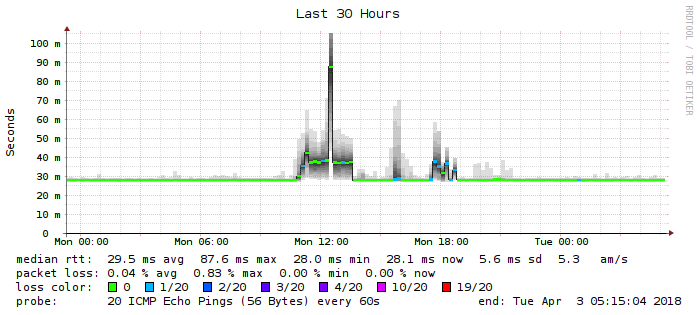 Last 30 Hours
RRDTOOL / TOBI OETIKER
Seconds
100 m
90 m
80 m
70 m
60 m
50 m
40 m
30 m
20 m
10 m
0
Mon 00:00 Mon 06:00 Mon 12:00 Mon 18:00 Tue 00:00
median rtt: 29.5 ms avg 87.6 ms max 28.0 ms min 28.1 ms now 5.6 ms sd 5.3 am/s
packet loss: 0.04 % avg 0.83 % max 0.00 % min 0.00 % now
loss color: 0 1/20 2/20 3/20 4/20 10/20 19/20
probe: 20 ICMP Echo Pings (56 Bytes) every 60s end: Tue Apr 3 05:15:04 2018